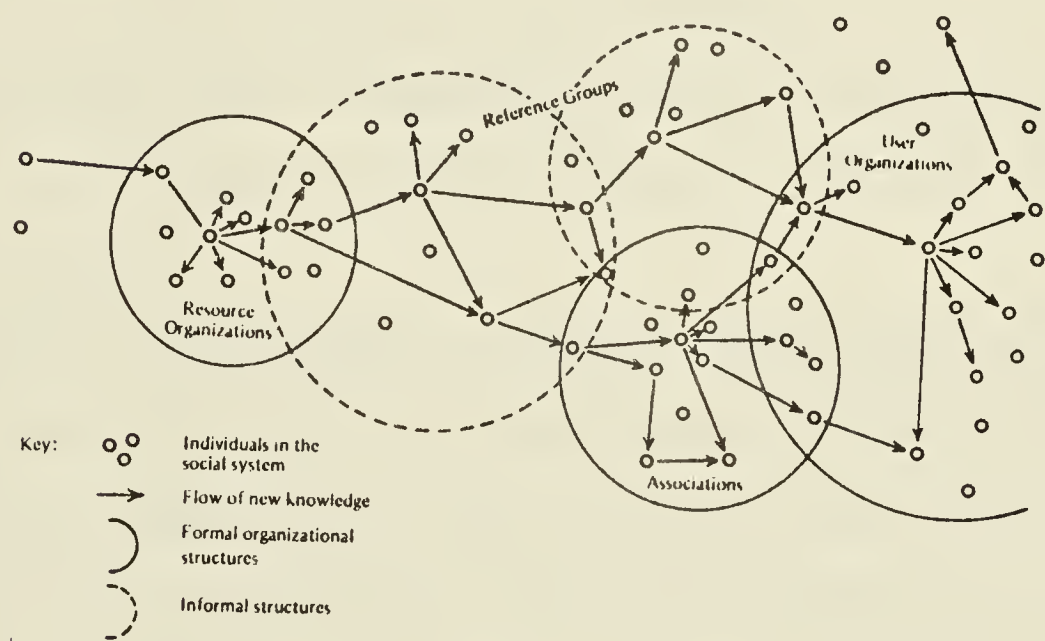 Reference Groups
User
Organizations
Resource
Organizations
Associations
Key:
Individuals in the
social system
Flow of new knowledge
Formal organizational
structures
Informal structures